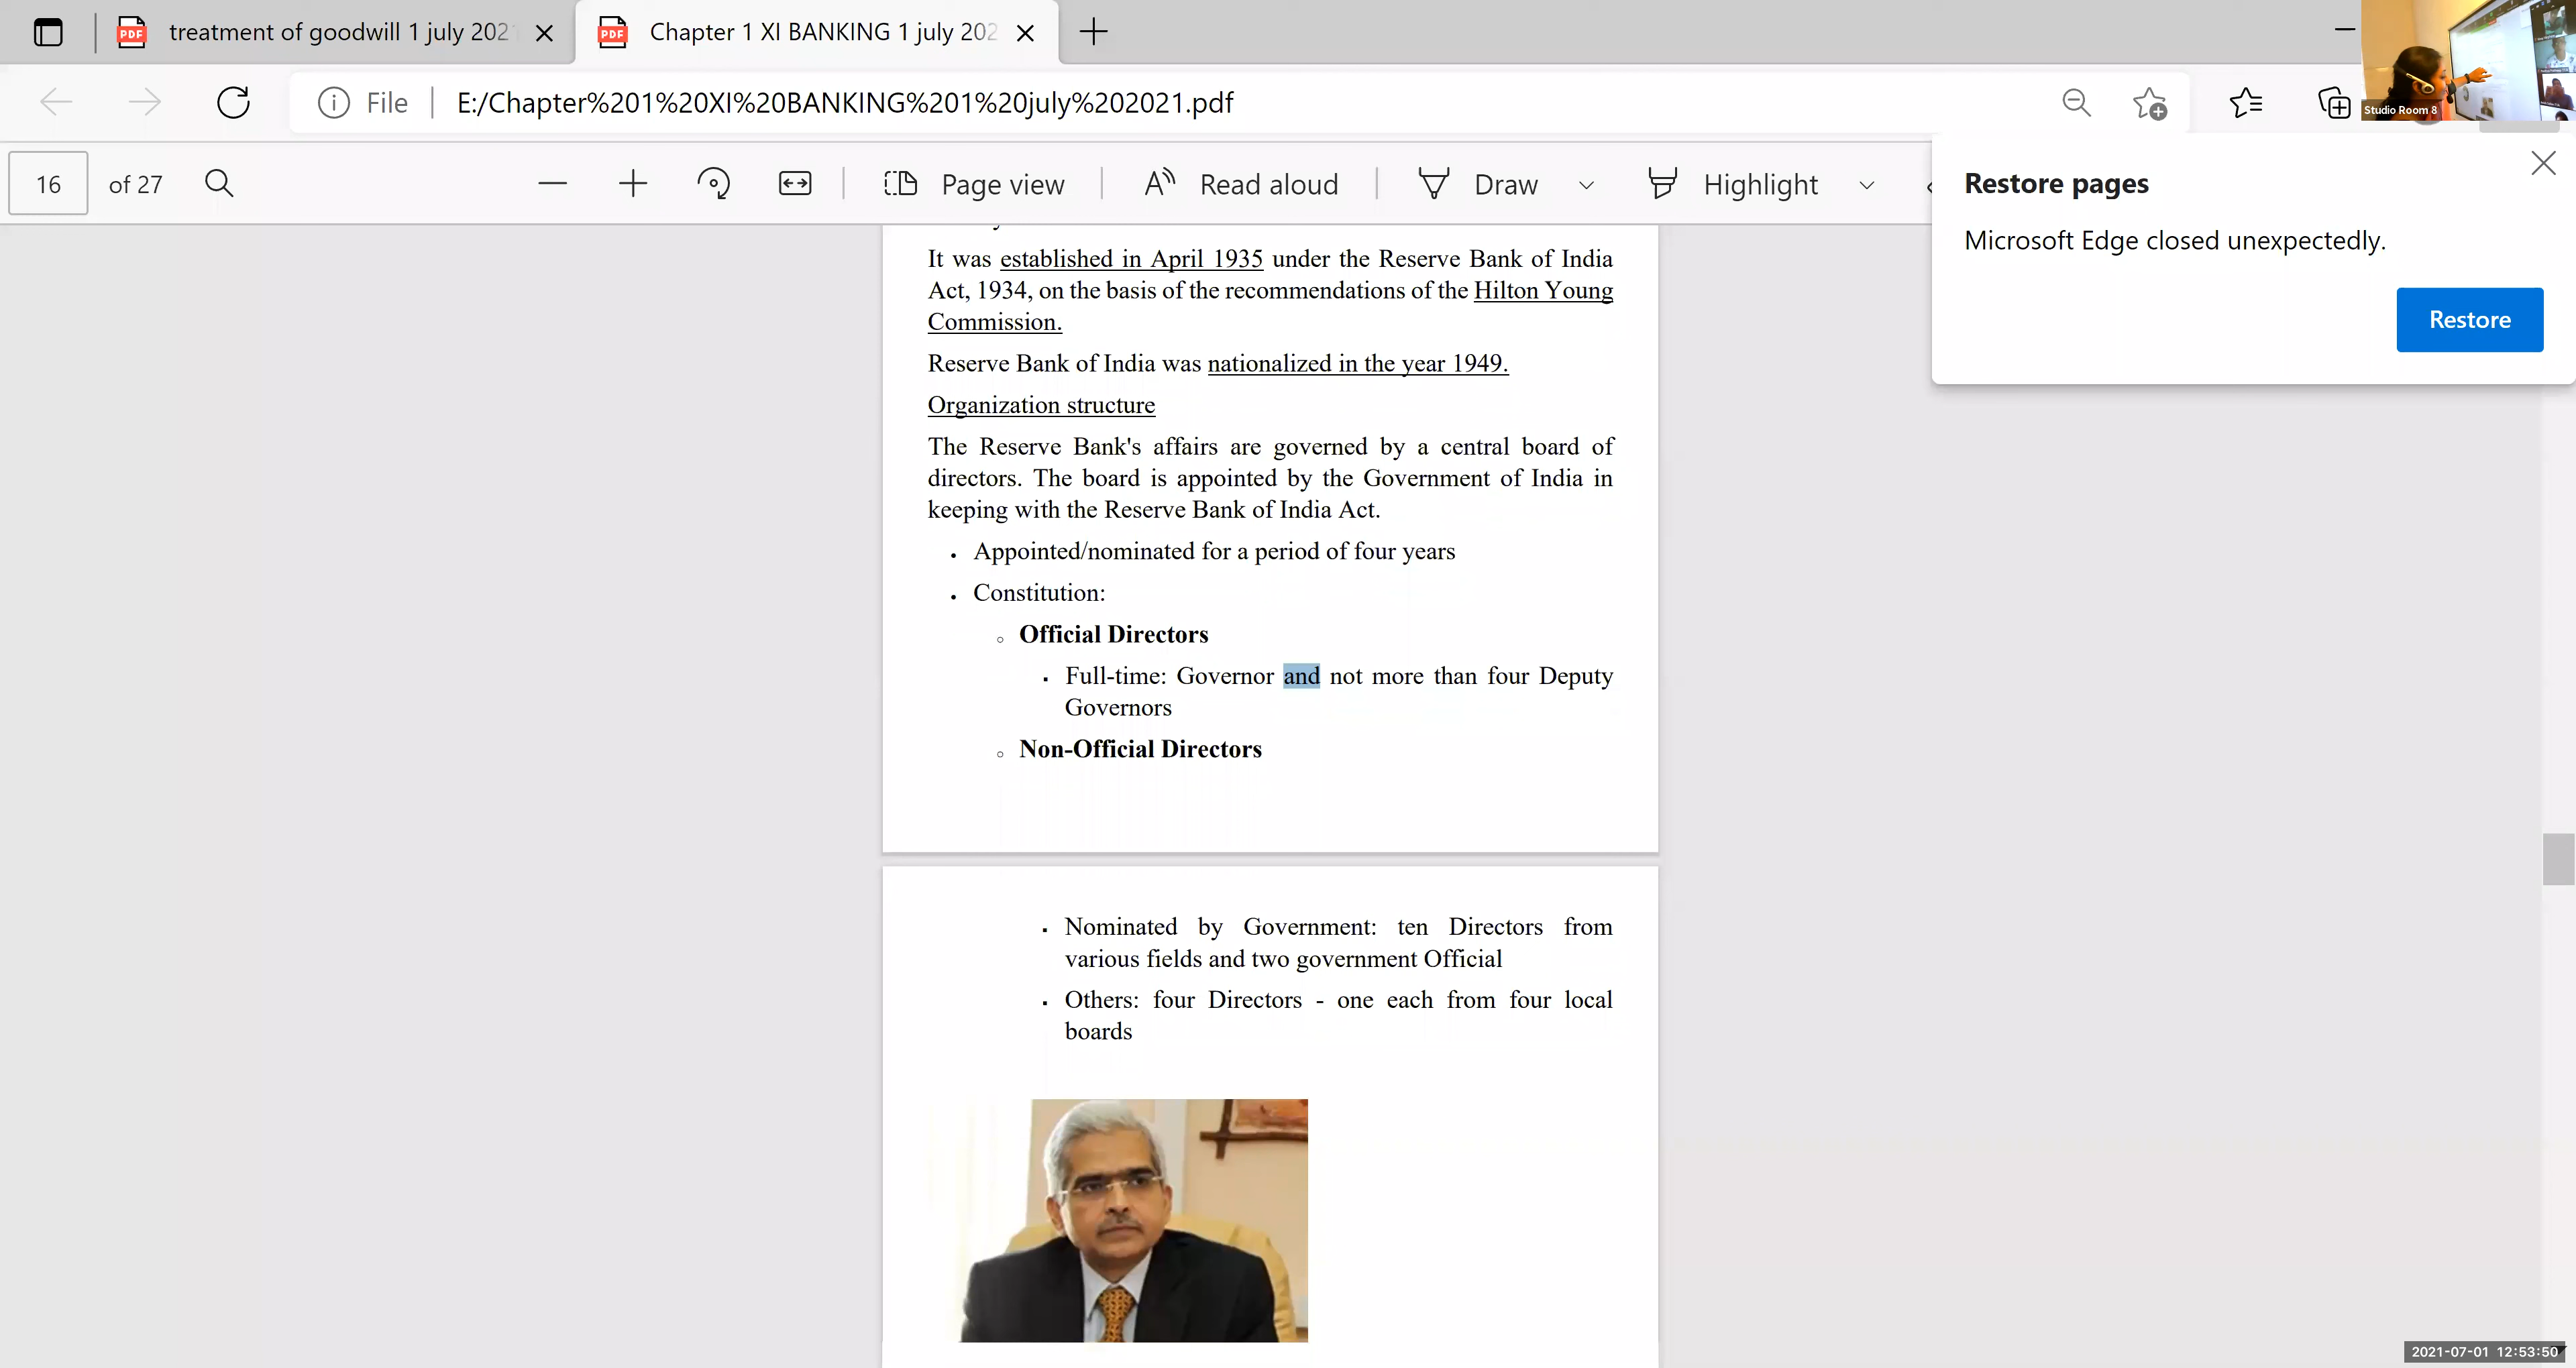 treatment of goodwill 1 july 202
Chapter 1 XI BANKING 1 july 202
File
E:/Chapter%201%20XI%20BANKING%201%20july%202021.pdf
Studio Room 8
16 of 27
Page view
Read aloud
Draw
Highlight
Restore pages
Microsoft Edge closed unexpectedly.
Restore
It was established in April 1935 under the Reserve Bank of India
Act, 1934, on the basis of the recommendations of the Hilton Young
Commission.
Reserve Bank of India was nationalized in the year 1949.
Organization structure
The Reserve Bank's affairs are governed by a central board of
directors. The board is appointed by the Government of India in
keeping with the Reserve Bank of India Act.
• Appointed/nominated for a period of four years
• Constitution:
○ Official Directors
▪ Full-time: Governor and not more than four Deputy
Governors
○ Non-Official Directors
▪ Nominated by Government: ten Directors from
various fields and two government Official
▪ Others: four Directors - one each from four local
boards
2021-07-01 12:53:50